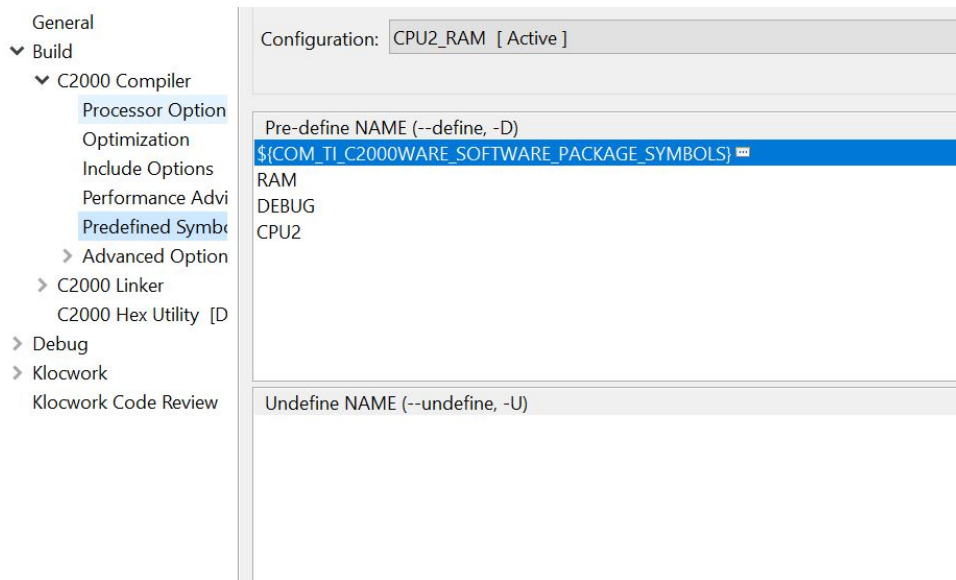 General
Build
C2000 Compiler
Processor Option
Optimization
Include Options
Performance Advi
Predefined Symbo
Advanced Option
C2000 Linker
C2000 Hex Utility [D
Debug
Klocwork
Klocwork Code Review
Configuration: CPU2_RAM [ Active ]
Pre-define NAME (--define, -D)
${COM_TI_C2000WARE_SOFTWARE_PACKAGE_SYMBOLS}
RAM
DEBUG
CPU2
Undefine NAME (--undefine, -U)